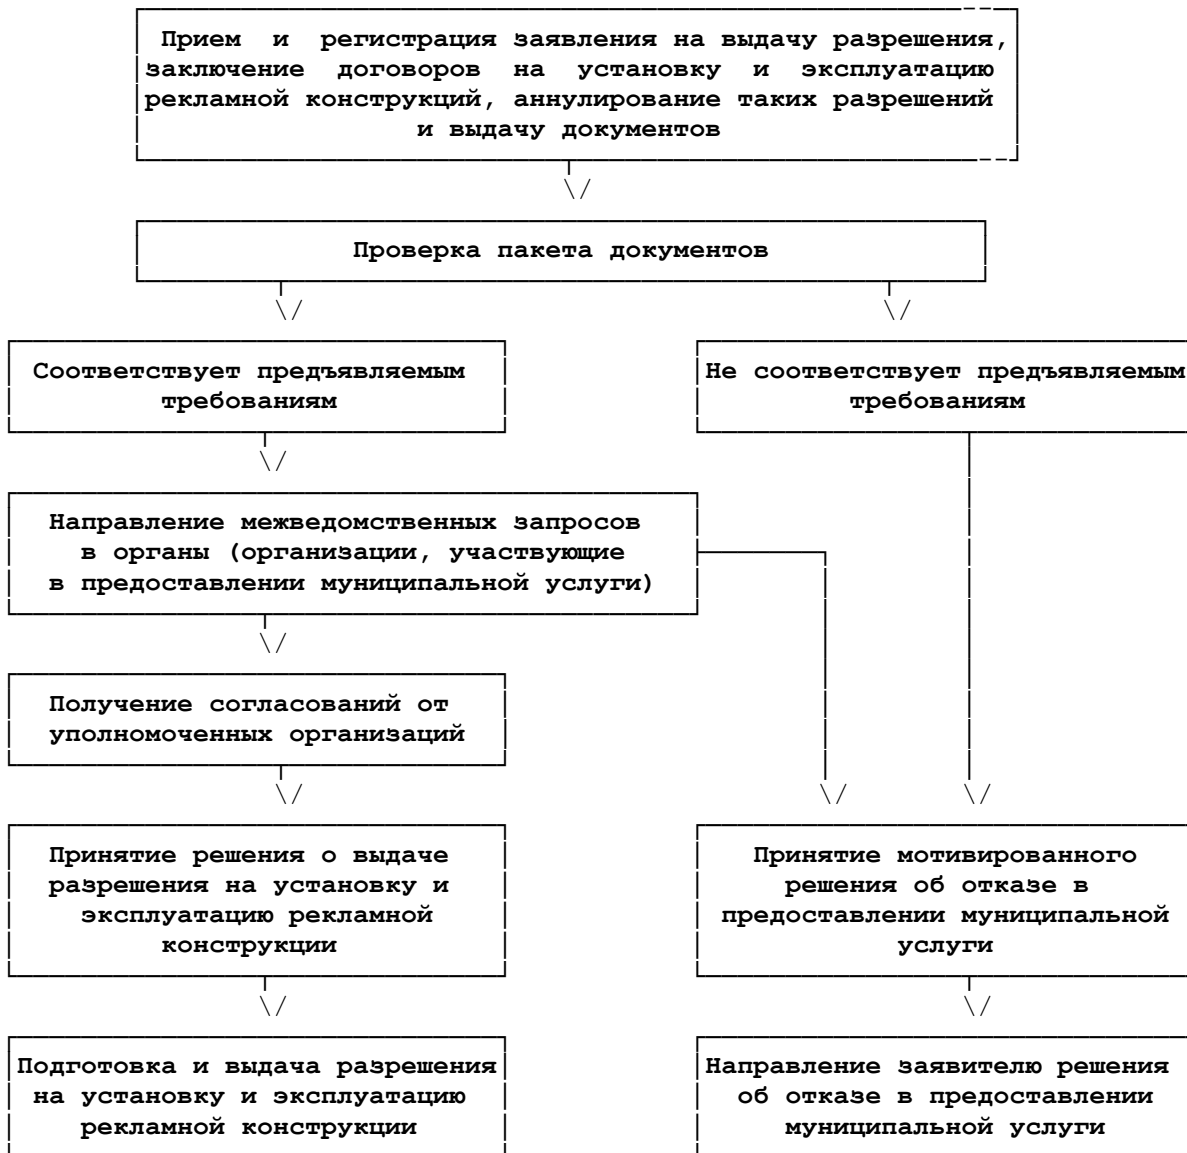 Прием и регистрация заявления на выдачу разрешения,
заключение договоров на установку и эксплуатацию
рекламной конструкций, аннулирование таких разрешений
и выдачу документов
Проверка пакета документов
Соответствует предъявляемым
требованиям
Не соответствует предъявляемым
требованиям
Направление межведомственных запросов
в органы (организации, участвующие
в предоставлении муниципальной услуги)
Получение согласований от
уполномоченных организаций
Принятие решения о выдаче
разрешения на установку и
эксплуатацию рекламной
конструкции
Принятие мотивированного
решения об отказе в
предоставлении муниципальной
услуги
Подготовка и выдача разрешения
на установку и эксплуатацию
рекламной конструкции
Направление заявителю решения
об отказе в предоставлении
муниципальной услуги